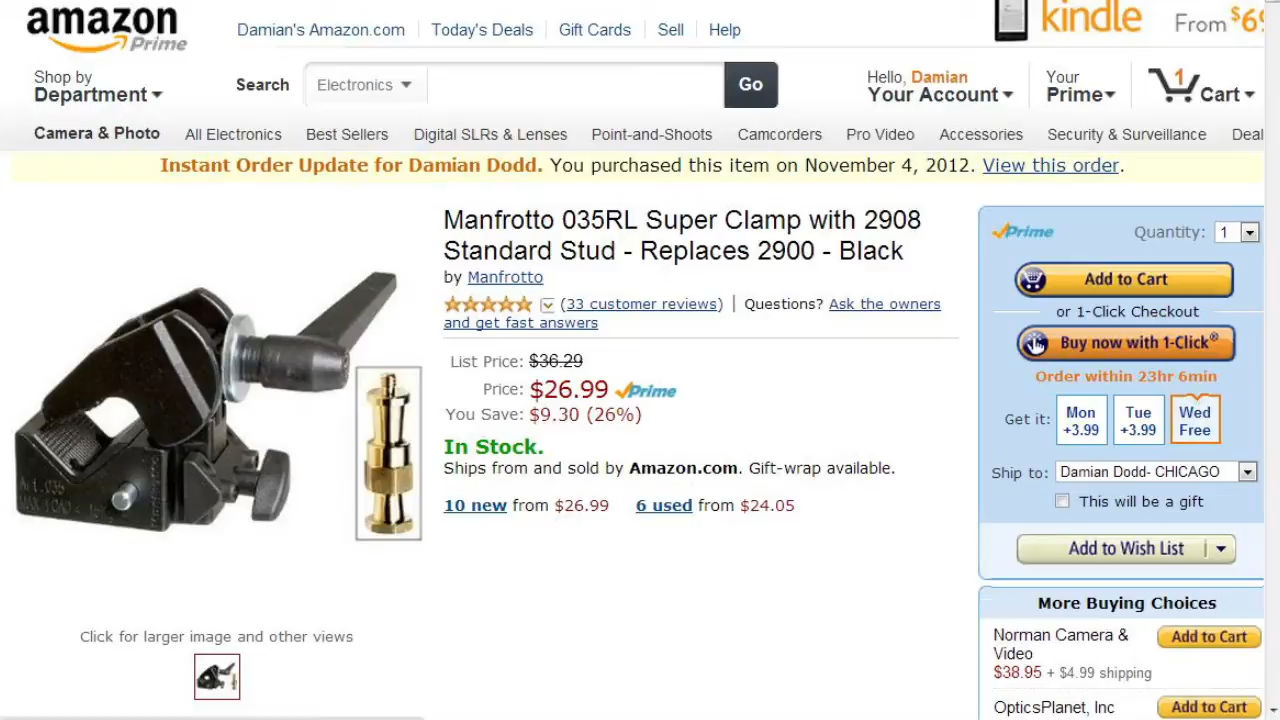 amazon
Prime
Damian's Amazon.com
Today's Deals
Gift Cards
Sell
Help
kindle
From $69
Shop by
Department
Search
Electronics
Go
Hello, Damian
Your Account
Your
Prime
1
Cart
Camera & Photo
All Electronics
Best Sellers
Digital SLRs & Lenses
Point-and-Shoots
Camcorders
Pro Video
Accessories
Security & Surveillance
Deal
Instant Order Update for Damian Dodd. You purchased this item on November 4, 2012. View this order.
Manfrotto 035RL Super Clamp with 2908
Standard Stud - Replaces 2900 - Black
by Manfrotto
(33 customer reviews) | Questions? Ask the owners
and get fast answers
List Price: $36.29
Price: $26.99 Prime
You Save: $9.30 (26%)
In Stock.
Ships from and sold by Amazon.com. Gift-wrap available.
10 new from $26.99 6 used from $24.05
Click for larger image and other views
Prime
Quantity: 1
Add to Cart
or 1-Click Checkout
Buy now with 1-Click®
Order within 23hr 6min
Get it:
Mon
+3.99
Tue
+3.99
Wed
Free
Ship to: Damian Dodd- CHICAGO
This will be a gift
Add to Wish List
More Buying Choices
Norman Camera &
Video
$38.95 + $4.99 shipping
Add to Cart
OpticsPlanet, Inc
Add to Cart